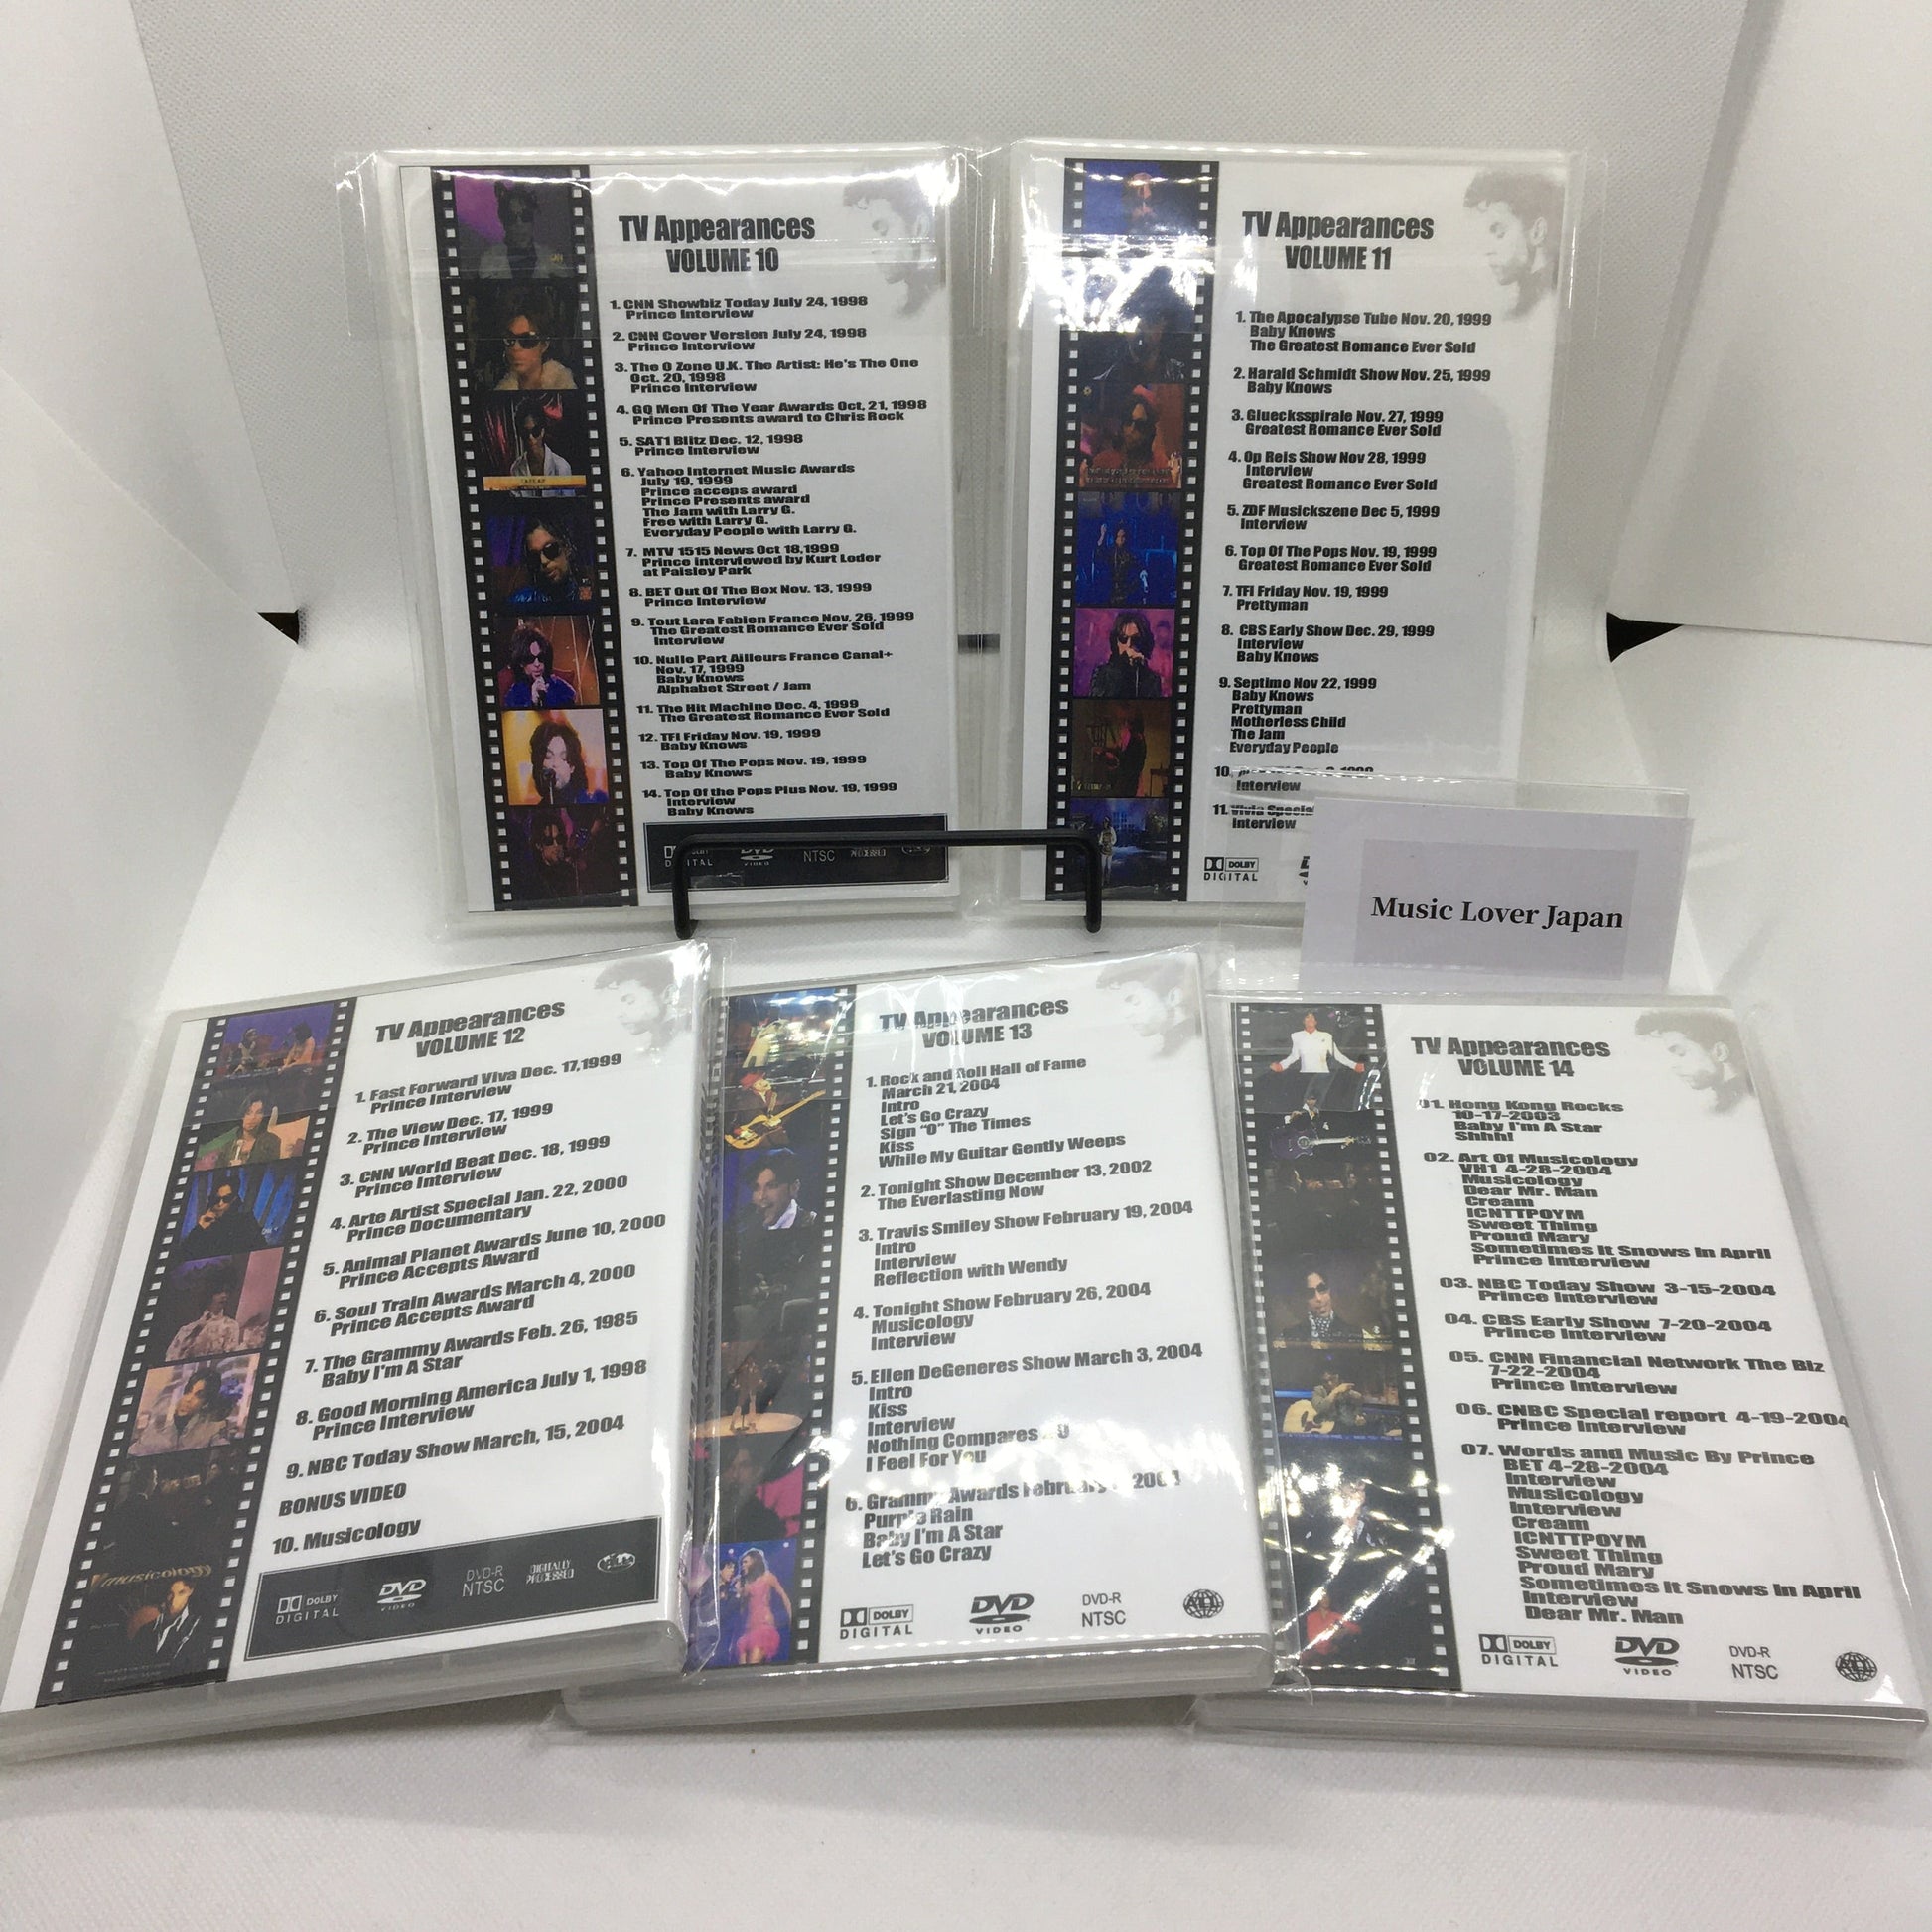 TV Appearances
VOLUME 10
1. CNN Showbiz Today July 24, 1998
Prince Interview
2. CNN Cover Version July 24, 1998
Prince Interview
3. The O Zone U.K. The Artist: He's The One
Oct. 20, 1998
Prince Interview
4. GQ Men Of The Year Awards Oct, 21, 1998
Prince Presents award to Chris Rock
5. SAT1 Blitz Dec. 12, 1998
Prince Interview
6. Yahoo Internet Music Awards
July 19, 1999
Prince acceps award
Prince Presents award
The Jam with Larry G.
Free with Larry G.
Everyday People with Larry G.
7. MTV 1515 News Oct 18,1999
Prince interviewed by Kurt Loder
at Paisley Park
8. BET Out Of The Box Nov. 13, 1999
Prince Interview
9. Tout Lara Fabien France Nov, 26, 1999
The Greatest Romance Ever Sold
Interview
10. Nulle Part Ailleurs France Canal+
Nov. 17, 1999
Baby Knows
Alphabet Street / Jam
11. The Hit Machine Dec. 4, 1999
The Greatest Romance Ever Sold
12. TFI Friday Nov. 19, 1999
Baby Knows
13. Top Of The Pops Nov. 19, 1999
Baby Knows
14. Top Of the Pops Plus Nov. 19, 1999
Interview
Baby Knows
NTSC
TV Appearances
VOLUME 11
1. The Apocalypse Tube Nov. 20, 1999
Baby Knows
The Greatest Romance Ever Sold
2. Harald Schmidt Show Nov. 25, 1999
Baby Knows
3. Gluecksspirale Nov. 27, 1999
Greatest Romance Ever Sold
4. Op Reis Show Nov 28, 1999
Interview
Greatest Romance Ever Sold
5. ZDF Musickszene Dec 5, 1999
Interview
6. Top Of The Pops Nov. 19, 1999
Greatest Romance Ever Sold
7. TFI Friday Nov. 19, 1999
Prettyman
8. CBS Early Show Dec. 29, 1999
Interview
Baby Knows
9. Septimo Nov 22, 1999
Baby Knows
Prettyman
Motherless Child
The Jam
Everyday People
10.
Interview
11. Vivia Special
Interview
DOLBY
DIGITAL
Music Lover Japan
TV Appearances
VOLUME 12
1. Fast Forward Viva Dec. 17,1999
Prince Interview
2. The View Dec. 17, 1999
Prince Interview
3. CNN World Beat Dec. 18, 1999
Prince Interview
4. Arte Artist Special Jan. 22, 2000
Prince Documentary
5. Animal Planet Awards June 10, 2000
Prince Accepts Award
6. Soul Train Awards March 4, 2000
Prince Accepts Award
7. The Grammy Awards Feb. 26, 1985
Baby I'm A Star
8. Good Morning America July 1, 1998
Prince Interview
9. NBC Today Show March, 15, 2004
BONUS VIDEO
10. Musicology
musicology
DOLBY
DIGITAL
DVD
VIDEO
DVD-R
NTSC
DIGITALLY
PROCESSED
TV Appearances
VOLUME 13
1. Rock and Roll Hall of Fame
March 21, 2004
Intro
Let's Go Crazy
Sign "O" The Times
Kiss
While My Guitar Gently Weeps
2. Tonight Show December 13, 2002
The Everlasting Now
3. Travis Smiley Show February 19, 2004
Intro
Interview
Reflection with Wendy
4. Tonight Show February 26, 2004
Musicology
Interview
5. Ellen DeGeneres Show March 3, 2004
Intro
Kiss
Interview
Nothing Compares
I Feel For You
6. Grammy Awards February 2004
Purple Rain
Baby I'm A Star
Let's Go Crazy
DOLBY
DIGITAL
DVD
VIDEO
DVD-R
NTSC
TV Appearances
VOLUME 14
01. Hong Kong Rocks
10-17-2003
Baby I'm A Star
Shhh!
02. Art Of Musicology
VH1 4-28-2004
Musicology
Dear Mr. Man
Cream
ICNTTPOYM
Sweet Thing
Proud Mary
Sometimes It Snows In April
Prince Interview
03. NBC Today Show 3-15-2004
Prince Interview
04. CBS Early Show 7-20-2004
Prince Interview
05. CNN Financial Network The Biz
7-22-2004
Prince Interview
06. CNBC Special report 4-19-2004
Prince Interview
07. Words and Music By Prince
BET 4-28-2004
Interview
Musicology
Interview
Cream
ICNTTPOYM
Sweet Thing
Proud Mary
Sometimes It Snows In April
Interview
Dear Mr. Man
DOLBY
DIGITAL
DVD
VIDEO
DVD-R
NTSC